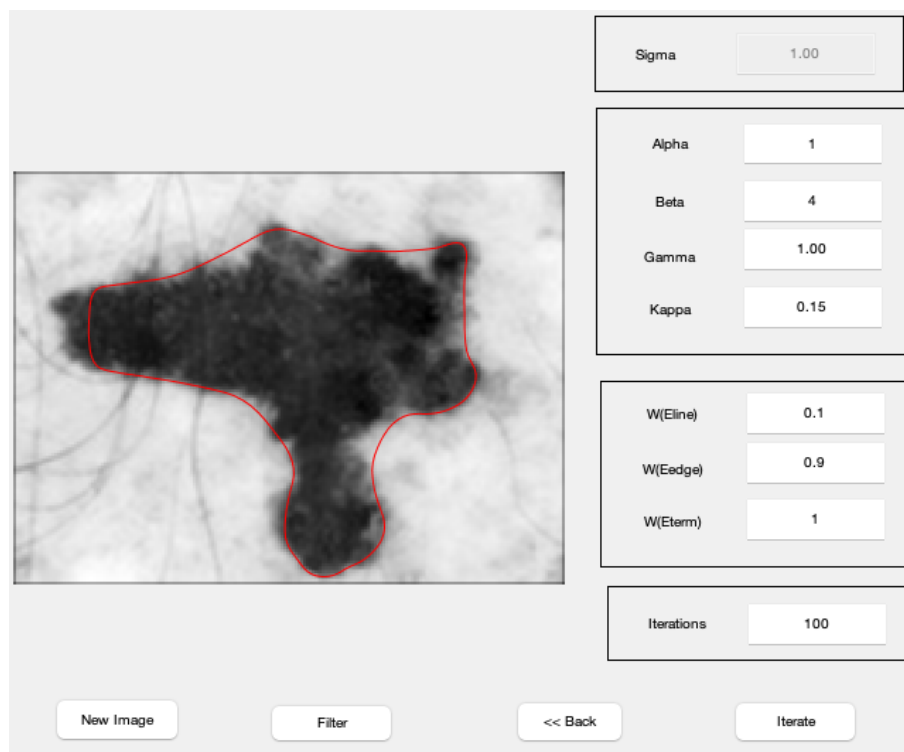 Sigma 1.00
Alpha 1
Beta 4
Gamma 1.00
Kappa 0.15
W(Eline) 0.1
W(Eedge) 0.9
W(Eterm) 1
Iterations 100
New Image Filter << Back Iterate